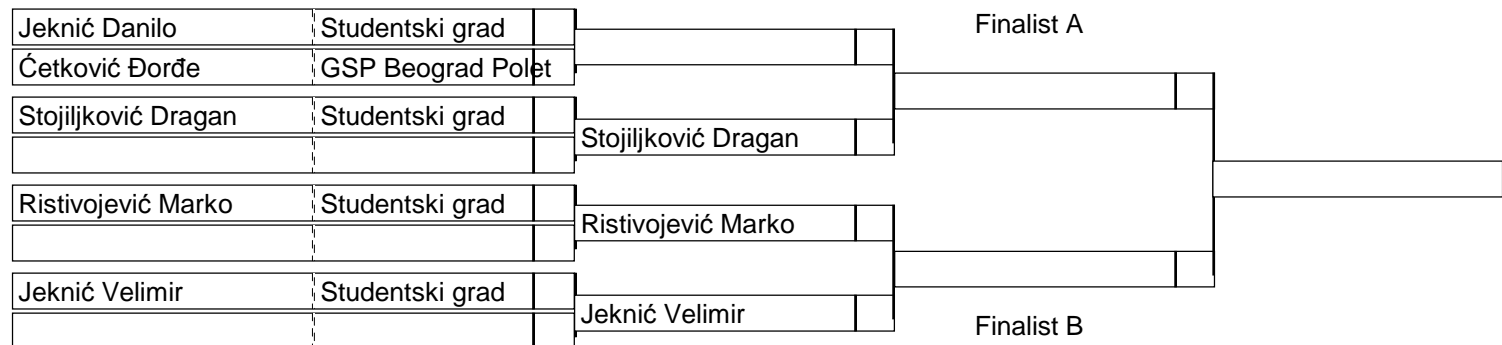 Jeknić Danilo Studentski grad
Ćetković Đorđe GSP Beograd Polet
Stojiljković Dragan Studentski grad
Ristivojević Marko Studentski grad
Jeknić Velimir Studentski grad
Stojiljković Dragan
Ristivojević Marko
Jeknić Velimir
Finalist A
Finalist B